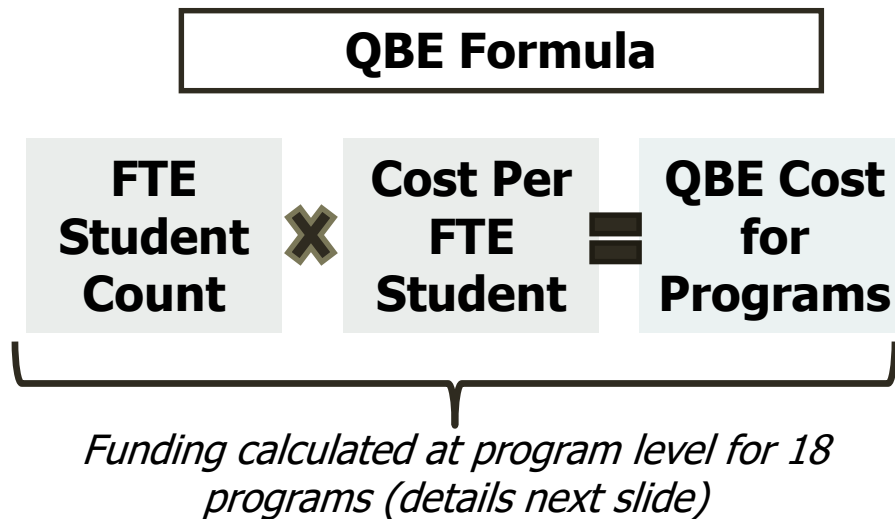 QBE Formula
FTE
Student
Count
Cost Per
FTE
Student
QBE Cost
for
Programs
Funding calculated at program level for 18
programs (details next slide)